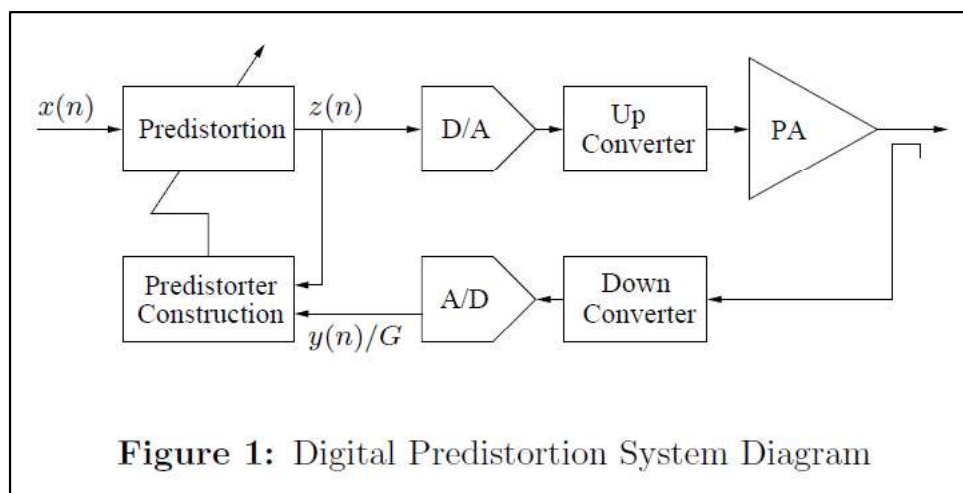 x(n)
Predistortion
z(n)
D/A
Up
Converter
PA
Predistorter
Construction
y(n)/G
A/D
Down
Converter
Figure 1: Digital Predistortion System Diagram